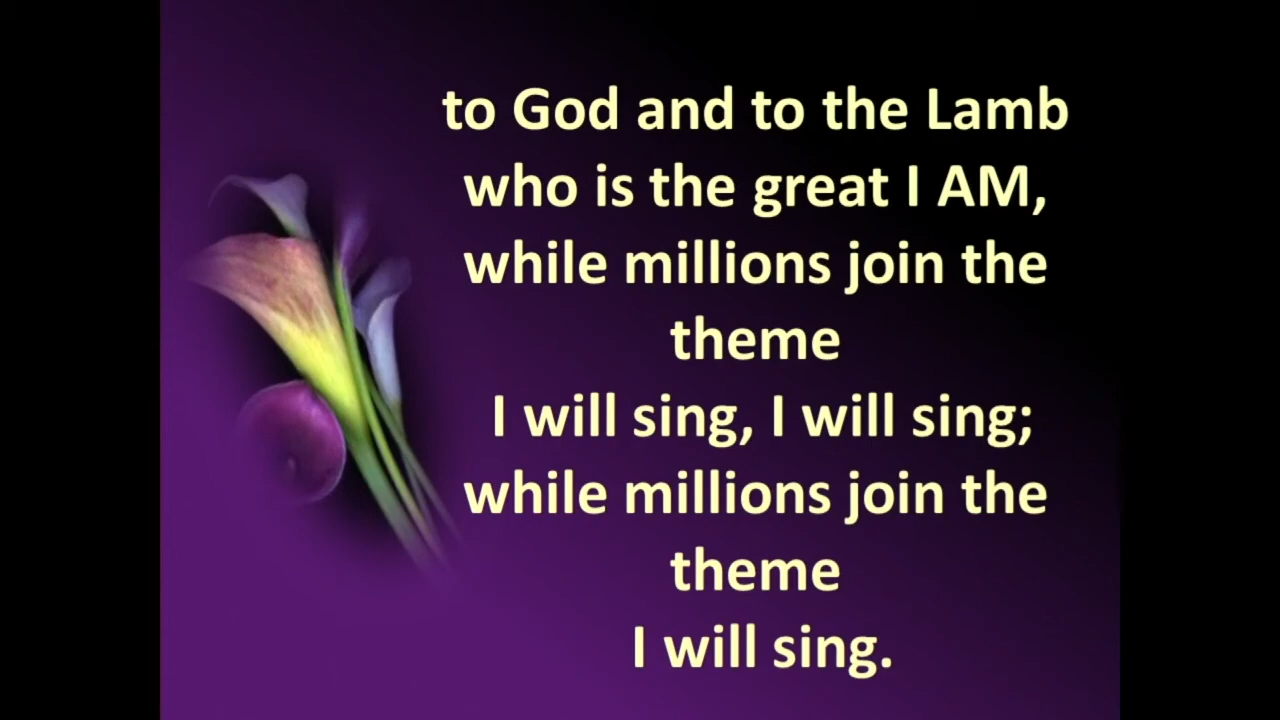 to God and to the Lamb
who is the great I AM,
while millions join the
theme
I will sing, I will sing;
while millions join the
theme
I will sing.